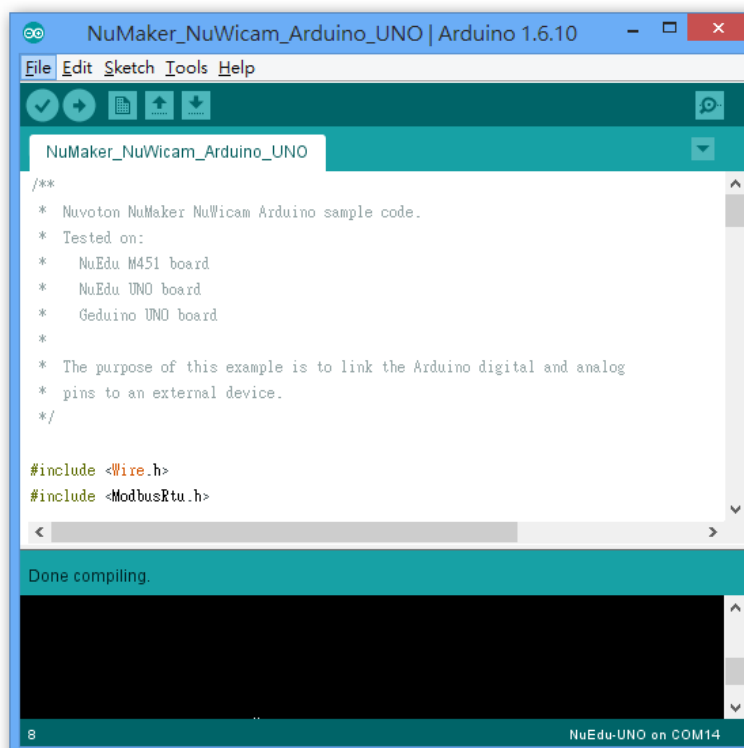 NuMaker_NuWicam_Arduino_UNO | Arduino 1.6.10
File Edit Sketch Tools Help
NuMaker_NuWicam_Arduino_UNO
/**
* Nuvoton NuMaker NuWicam Arduino sample code.
* Tested on:
* NuEdu M451 board
* NuEdu UNO board
* Geduino UNO board
*
* The purpose of this example is to link the Arduino digital and analog
* pins to an external device.
*/
#include <Wire.h>
#include <ModbusRtu.h>
Done compiling.
8 NuEdu-UNO on COM14